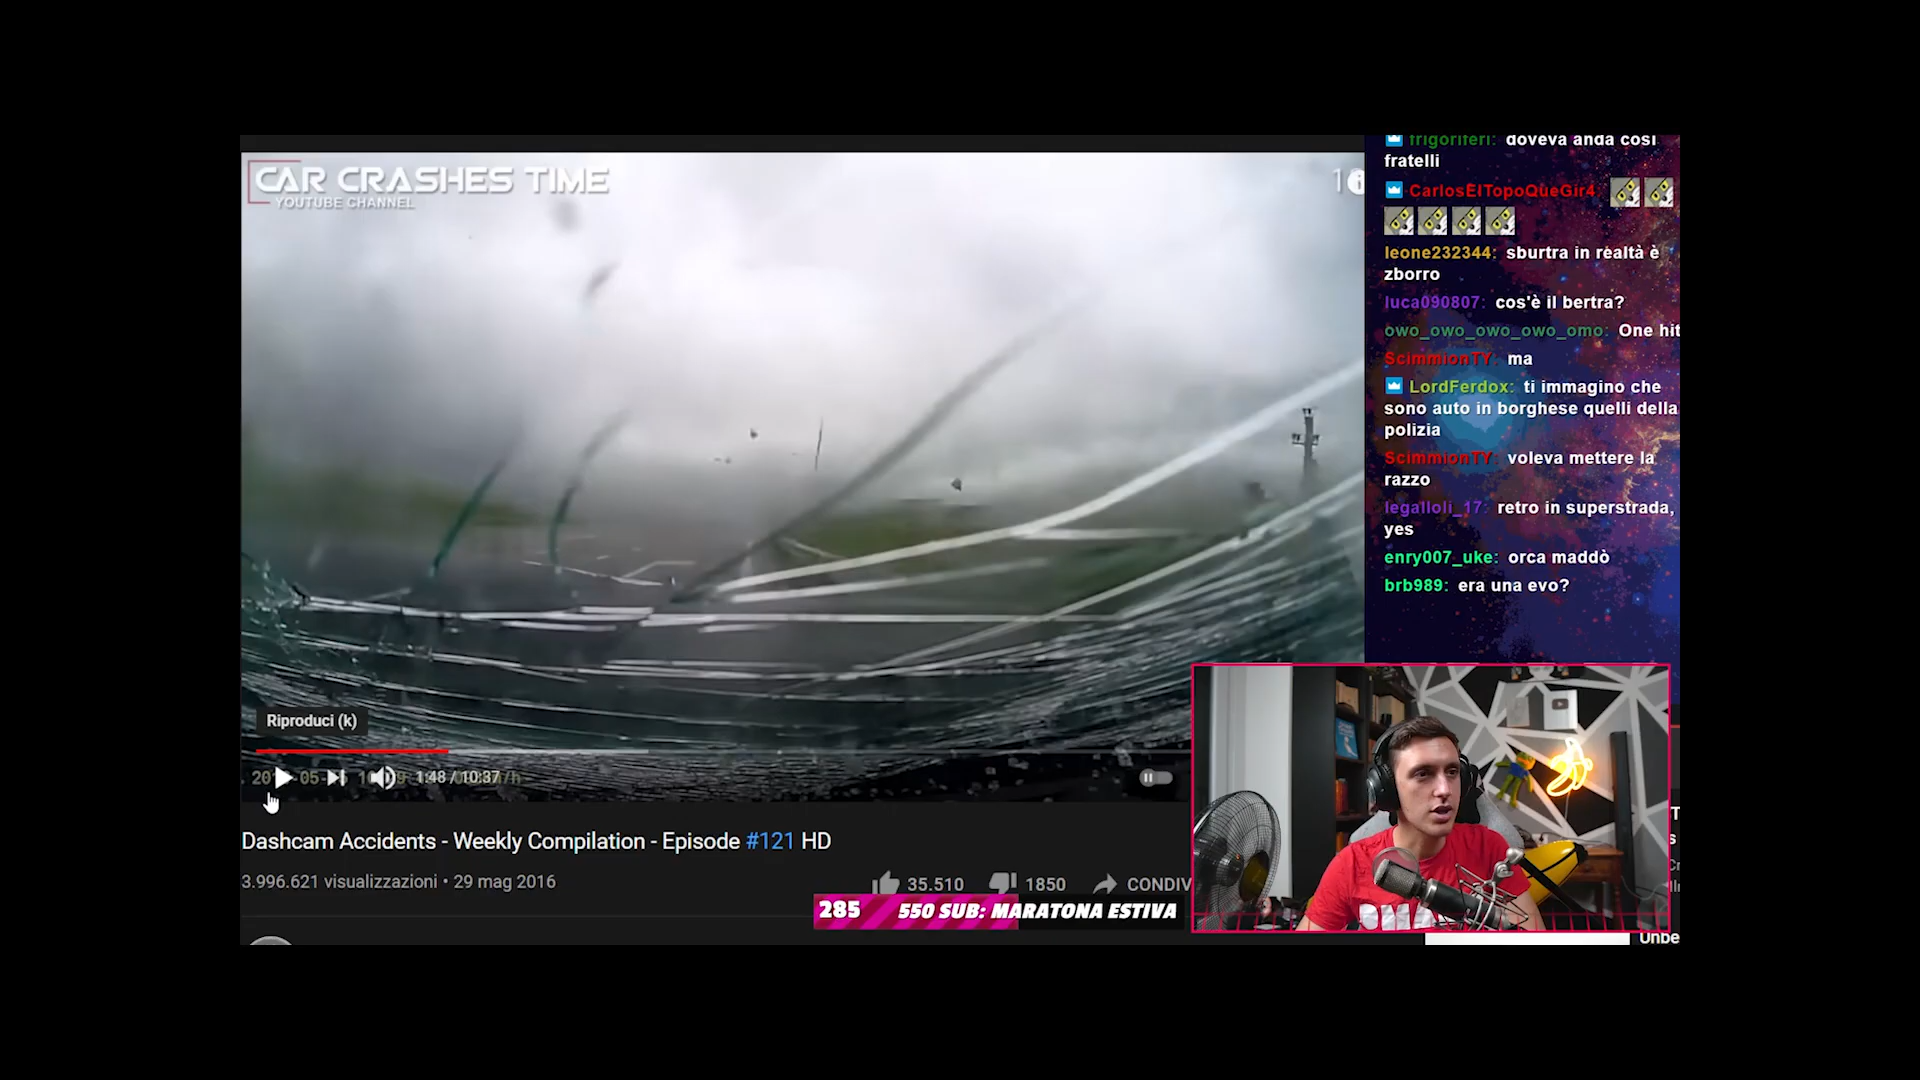 CAR CRASHES TIME
YOUTUBE CHANNEL
frigoriferi: doveva anda così
fratelli
CarlosElTopoQueGir4
leone232344: sburtra in realtà è
zborro
luca090807: cos'è il bertra?
owo_owo_owo_owo_omo: One hit
ScimmionTY: ma
LordFerdox: ti immagino che
sono auto in borghese quelli della
polizia
ScimmionTY: voleva mettere la
razzo
legalloli_17: retro in superstrada,
yes
enry007_uke: orca maddò
brb989: era una evo?
Riproduci (k)
1:48 / 10:37
Dashcam Accidents - Weekly Compilation - Episode #121 HD
3.996.621 visualizzazioni • 29 mag 2016
35.510 1850 CONDIV
285 550 SUB: MARATONA ESTIVA
Unbe